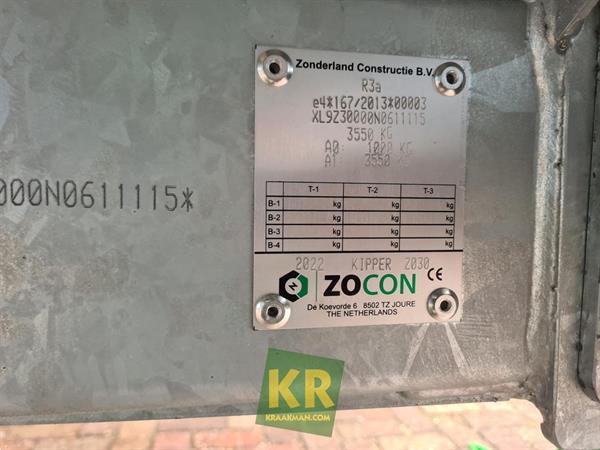 Zonderland Constructie B.V.
R3a
e4*167/2013*00003
XL9Z30000N0611115
3550 KG
A0: 1000 KG
A1: 3550 KG
T-1 T-2 T-3
B-1 kg kg kg
B-2 kg kg kg
B-3 kg kg kg
B-4 kg kg kg
2022 KIPPER Z030
ZOCON CE
De Koevorde 6 8502 TZ JOURE
THE NETHERLANDS
000N0611115*
KR
KRAAKMAN.COM